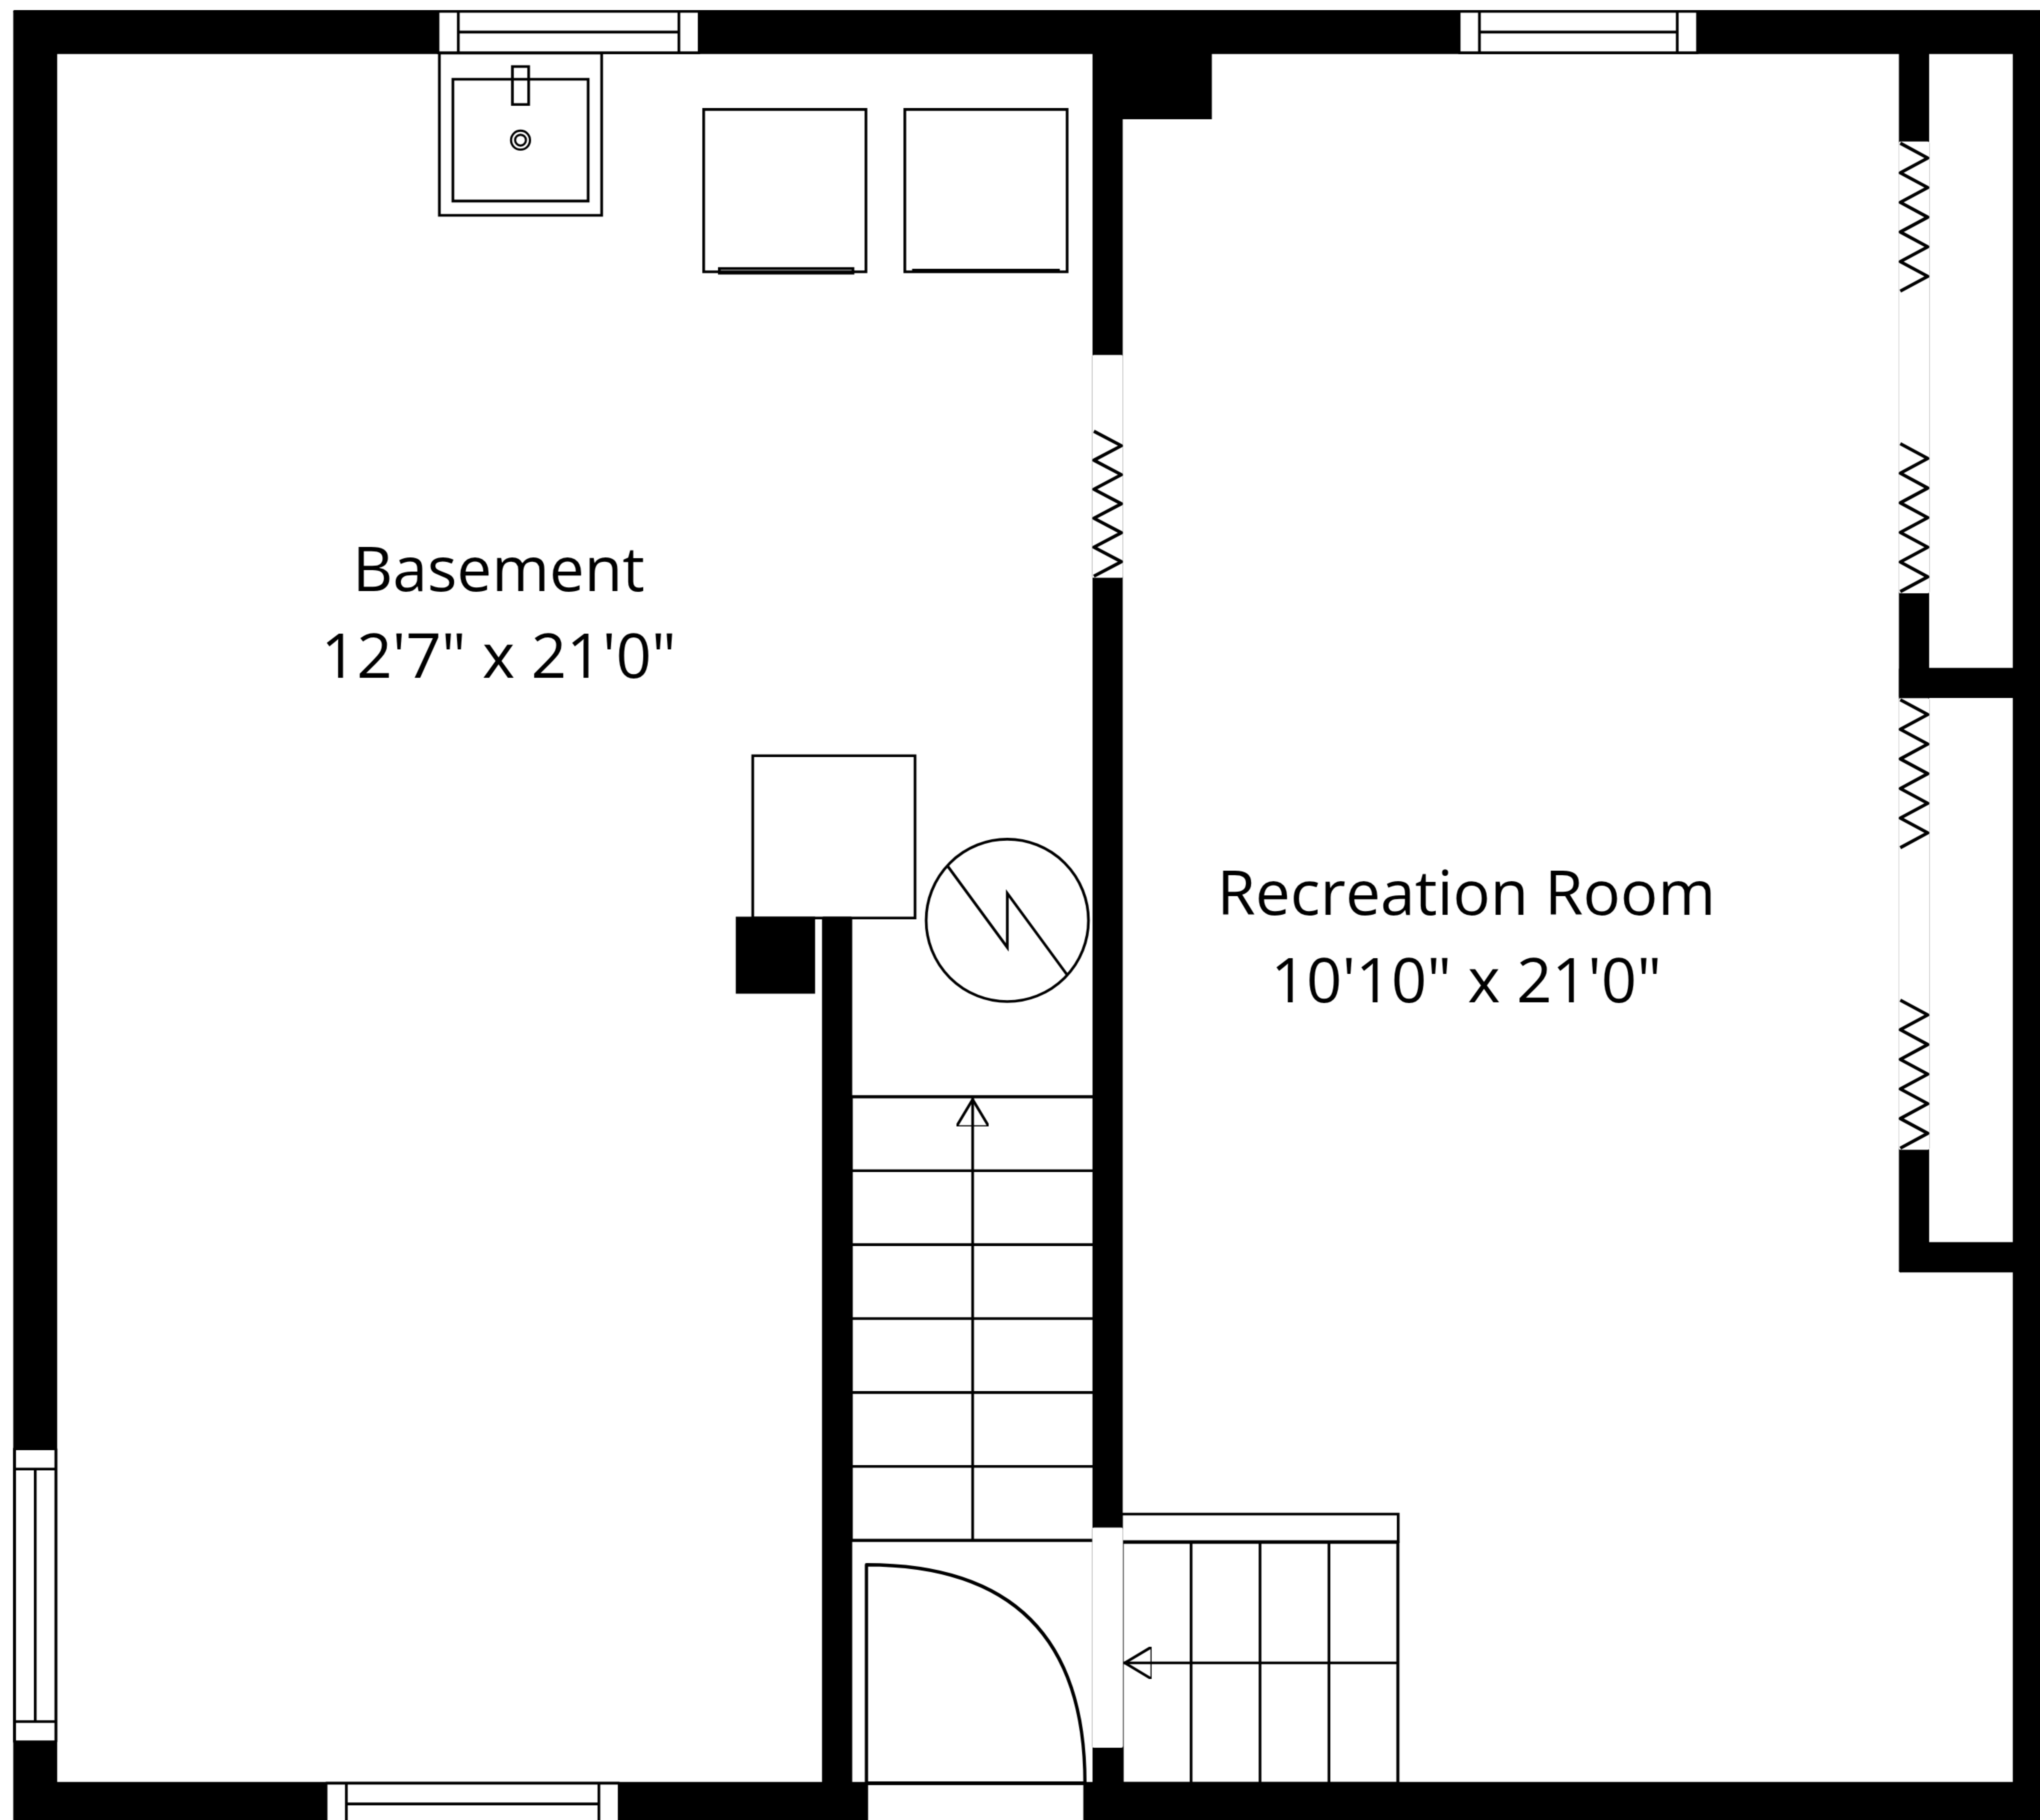 Basement
12'7" x 21'0"
Recreation Room
10'10" x 21'0"